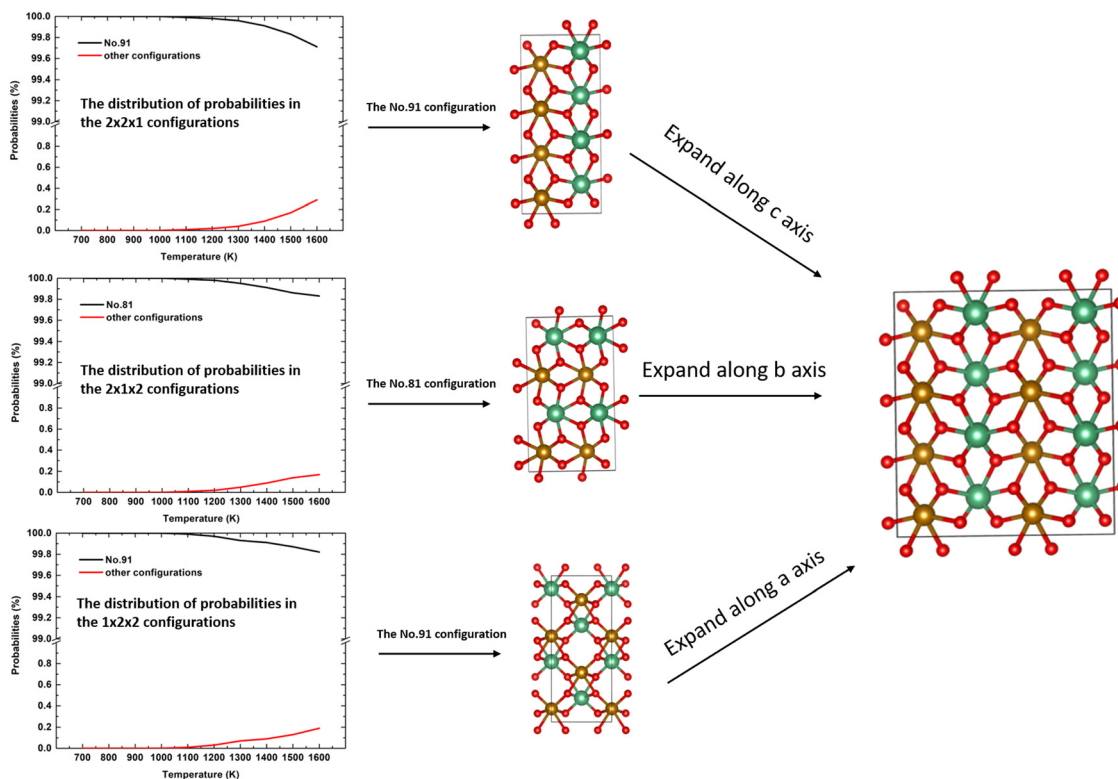 100.0
99.8
99.6
99.4
99.2
99.0
0.8
0.6
0.4
0.2
0.0
Probabilities (%)
No.91
other configurations
The distribution of probabilities in
the 2x2x1 configurations
700 800 900 1000 1100 1200 1300 1400 1500 1600
Temperature (K)
The No.91 configuration
Expand along c axis
100.0
99.8
99.6
99.4
99.2
99.0
0.8
0.6
0.4
0.2
0.0
Probabilities (%)
No.81
other configurations
The distribution of probabilities in
the 2x1x2 configurations
700 800 900 1000 1100 1200 1300 1400 1500 1600
Temperature (K)
The No.81 configuration
Expand along b axis
100.0
99.8
99.6
99.4
99.2
99.0
0.8
0.6
0.4
0.2
0.0
Probabilities (%)
No.91
other configurations
The distribution of probabilities in
the 1x2x2 configurations
700 800 900 1000 1100 1200 1300 1400 1500 1600
Temperature (K)
The No.91 configuration
Expand along a axis